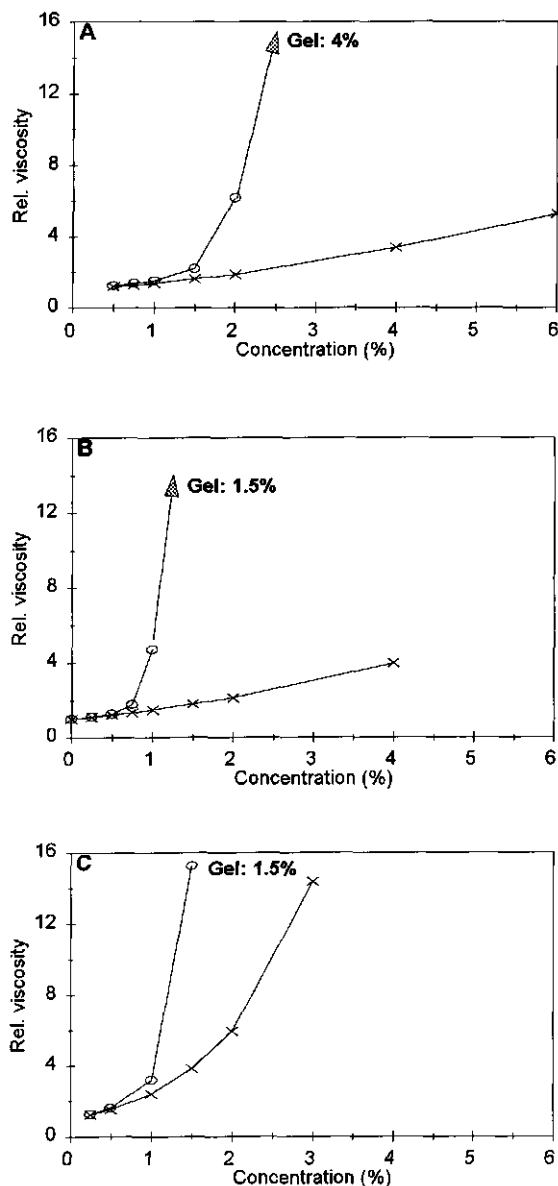 A
Gel: 4%
16
12
8
4
0
Rel. viscosity
0 1 2 3 4 5 6
Concentration (%)
B
Gel: 1.5%
16
12
8
4
0
Rel. viscosity
0 1 2 3 4 5 6
Concentration (%)
C
Gel: 1.5%
16
12
8
4
0
Rel. viscosity
0 1 2 3 4 5 6
Concentration (%)